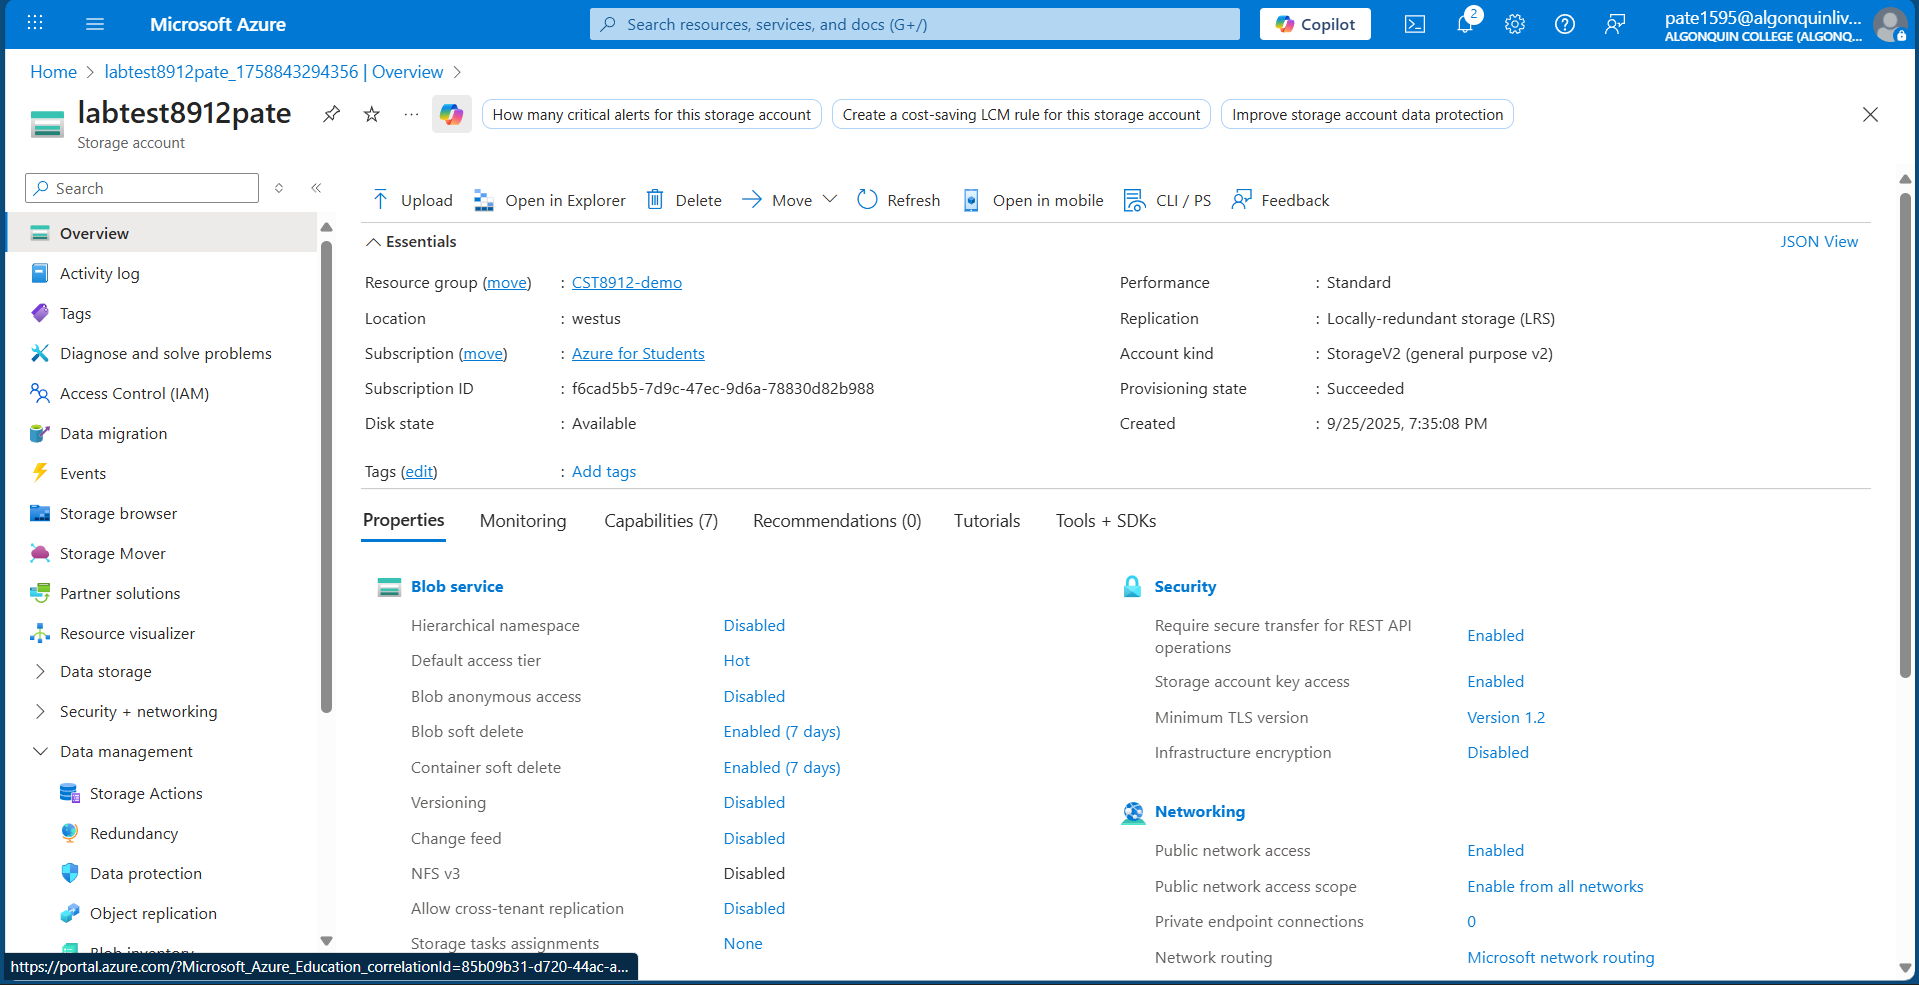 Microsoft Azure
Search resources, services, and docs (G+/)
Copilot
2
pate1595@algonquinliv...
ALGONQUIN COLLEGE (ALGONQ...
Home > labtest8912pate_1758843294356 | Overview >
labtest8912pate
Storage account
How many critical alerts for this storage account
Create a cost-saving LCM rule for this storage account
Improve storage account data protection
Search
Overview
Activity log
Tags
Diagnose and solve problems
Access Control (IAM)
Data migration
Events
Storage browser
Storage Mover
Partner solutions
Resource visualizer
Data storage
Security + networking
Data management
Storage Actions
Redundancy
Data protection
Object replication
Blob inventory
https://portal.azure.com/?Microsoft_Azure_Education_correlationId=85b09b31-d720-44ac-a...
Upload Open in Explorer Delete Move Refresh Open in mobile CLI / PS Feedback
Essentials
JSON View
Resource group (move) : CST8912-demo
Location : westus
Subscription (move) : Azure for Students
Subscription ID : f6cad5b5-7d9c-47ec-9d6a-78830d82b988
Disk state : Available
Tags (edit) : Add tags
Performance : Standard
Replication : Locally-redundant storage (LRS)
Account kind : StorageV2 (general purpose v2)
Provisioning state : Succeeded
Created : 9/25/2025, 7:35:08 PM
Properties Monitoring Capabilities (7) Recommendations (0) Tutorials Tools + SDKs
Blob service
Hierarchical namespace Disabled
Default access tier Hot
Blob anonymous access Disabled
Blob soft delete Enabled (7 days)
Container soft delete Enabled (7 days)
Versioning Disabled
Change feed Disabled
NFS v3 Disabled
Allow cross-tenant replication Disabled
Storage tasks assignments None
Security
Require secure transfer for REST API
operations Enabled
Storage account key access Enabled
Minimum TLS version Version 1.2
Infrastructure encryption Disabled
Networking
Public network access Enabled
Public network access scope Enable from all networks
Private endpoint connections 0
Network routing Microsoft network routing